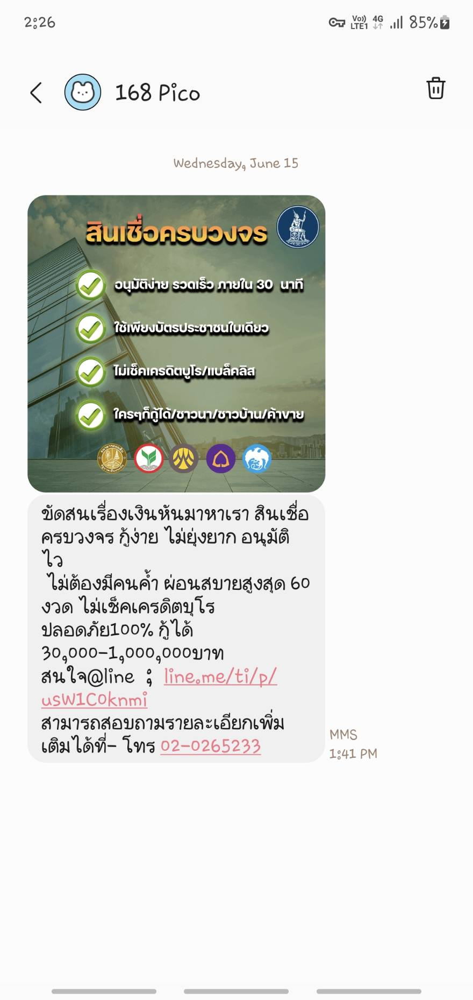 2:26
Vo)) 4G 85%
LTE1
168 Pico
Wednesday, June 15
สินเชื่อครบวงจร
อนุมัติง่าย รวดเร็ว ภายใน 30 นาที
ใช้เพียงบัตรประชาชนใบเดียว
ไม่เช็คเครดิตบูโร/แบล็คลิส
ใครๆก็กู้ได้/ชาวนา/ชาวบ้าน/ค้าขาย
ขัดสนเรื่องเงินหันมาหาเรา สินเชื่อ
ครบวงจร กู้ง่าย ไม่ยุ่งยาก อนุมัติ
ไว
ไม่ต้องมีคนค้ำ ผ่อนสบายสูงสุด 60
งวด ไม่เช็คเครดิตบุโร
ปลอดภัย100% กู้ได้
30,000-1,000,000บาท
สนใจ@line ; line.me/ti/p/
usW1C0knmi
สามารถสอบถามรายละเอียกเพิ่ม
เติมได้ที่- โทร 02-0265233
MMS
1:41 PM